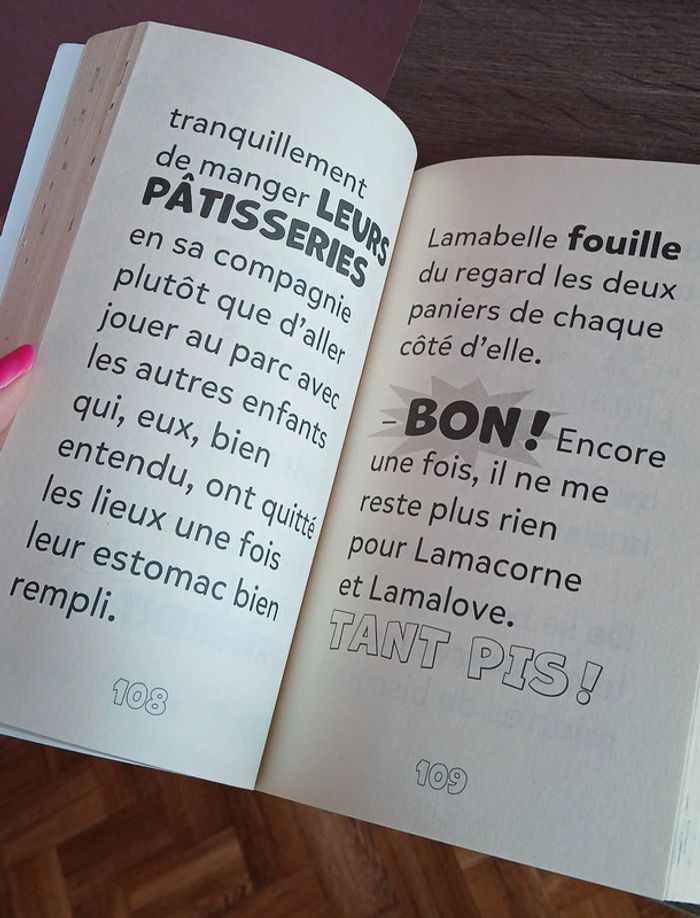 tranquillement
de manger LEURS
PÂTISSERIES
en sa compagnie
plutôt que d'aller
jouer au parc avec
les autres enfants
qui, eux, bien
entendu, ont quitté
les lieux une fois
leur estomac bien
rempli.
108
Lamabelle fouille
du regard les deux
paniers de chaque
côté d'elle.
– BON! Encore
une fois, il ne me
reste plus rien
pour Lamacorne
et Lamalove.
TANT PIS!
109